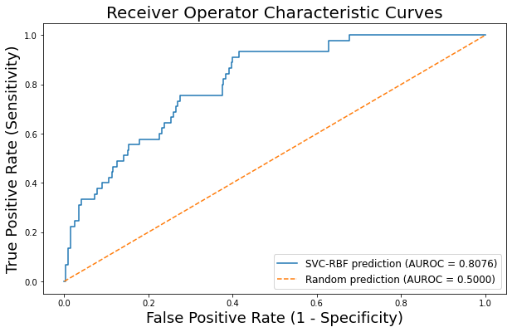 Receiver Operator Characteristic Curves
True Positive Rate (Sensitivity)
1.0
0.8
0.6
0.4
0.2
0.0
SVC-RBF prediction (AUROC = 0.8076)
Random prediction (AUROC = 0.5000)
0.0 0.2 0.4 0.6 0.8 1.0
False Positive Rate (1 - Specificity)